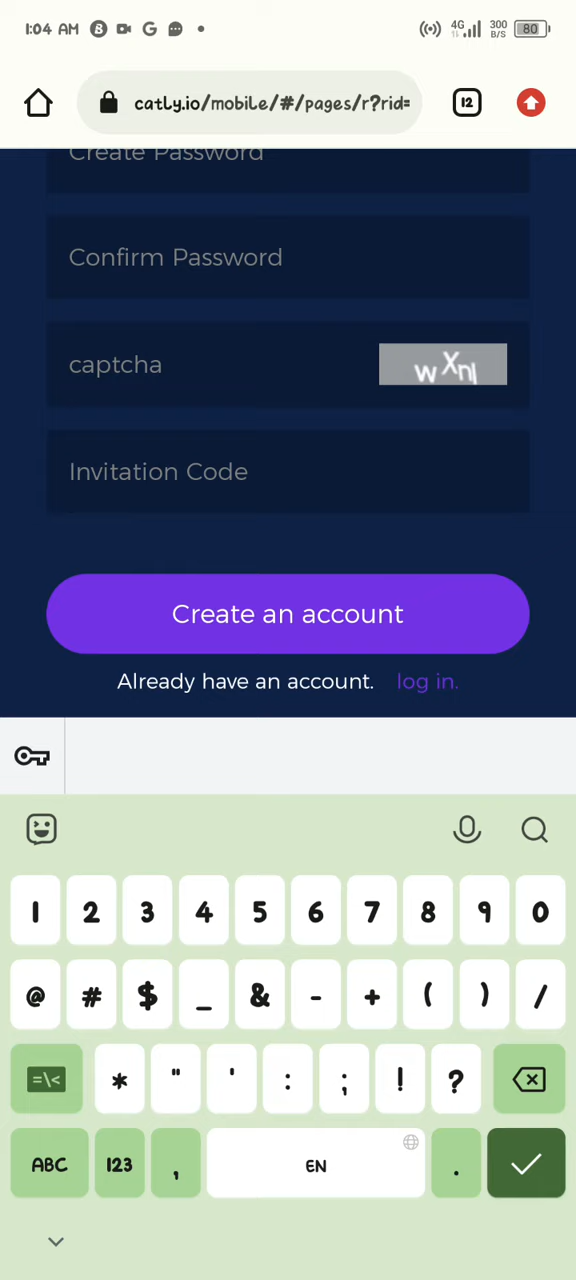 1:04 AM
4G
300
B/S
80
catly.io/mobile/#/pages/r?rid=
12
Create Password
Confirm Password
captcha
wXnl
Invitation Code
Create an account
Already have an account. log in.
1 2 3 4 5 6 7 8 9 0
@ # $ _ & - + ( ) /
=\< * " ' : ; ! ?
ABC 123 , EN .